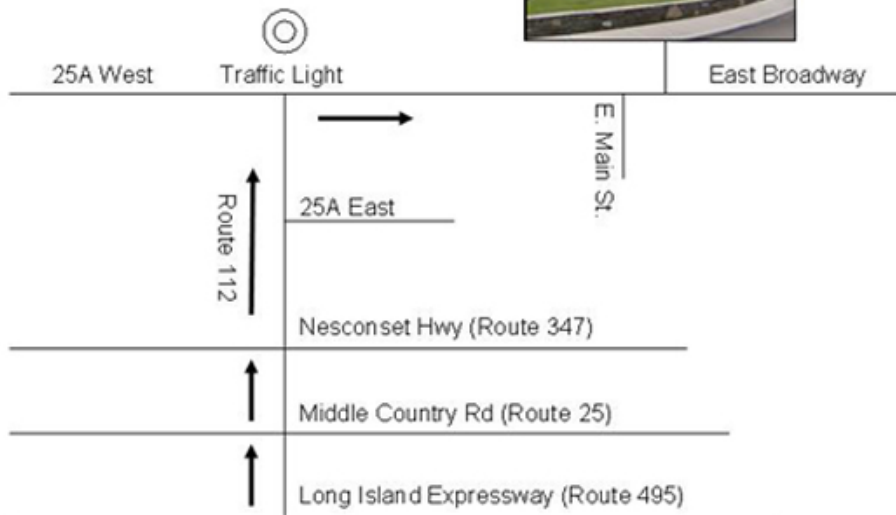 25A West
Traffic Light
East Broadway
E. Main St.
Route 112
25A East
Nesconset Hwy (Route 347)
Middle Country Rd (Route 25)
Long Island Expressway (Route 495)